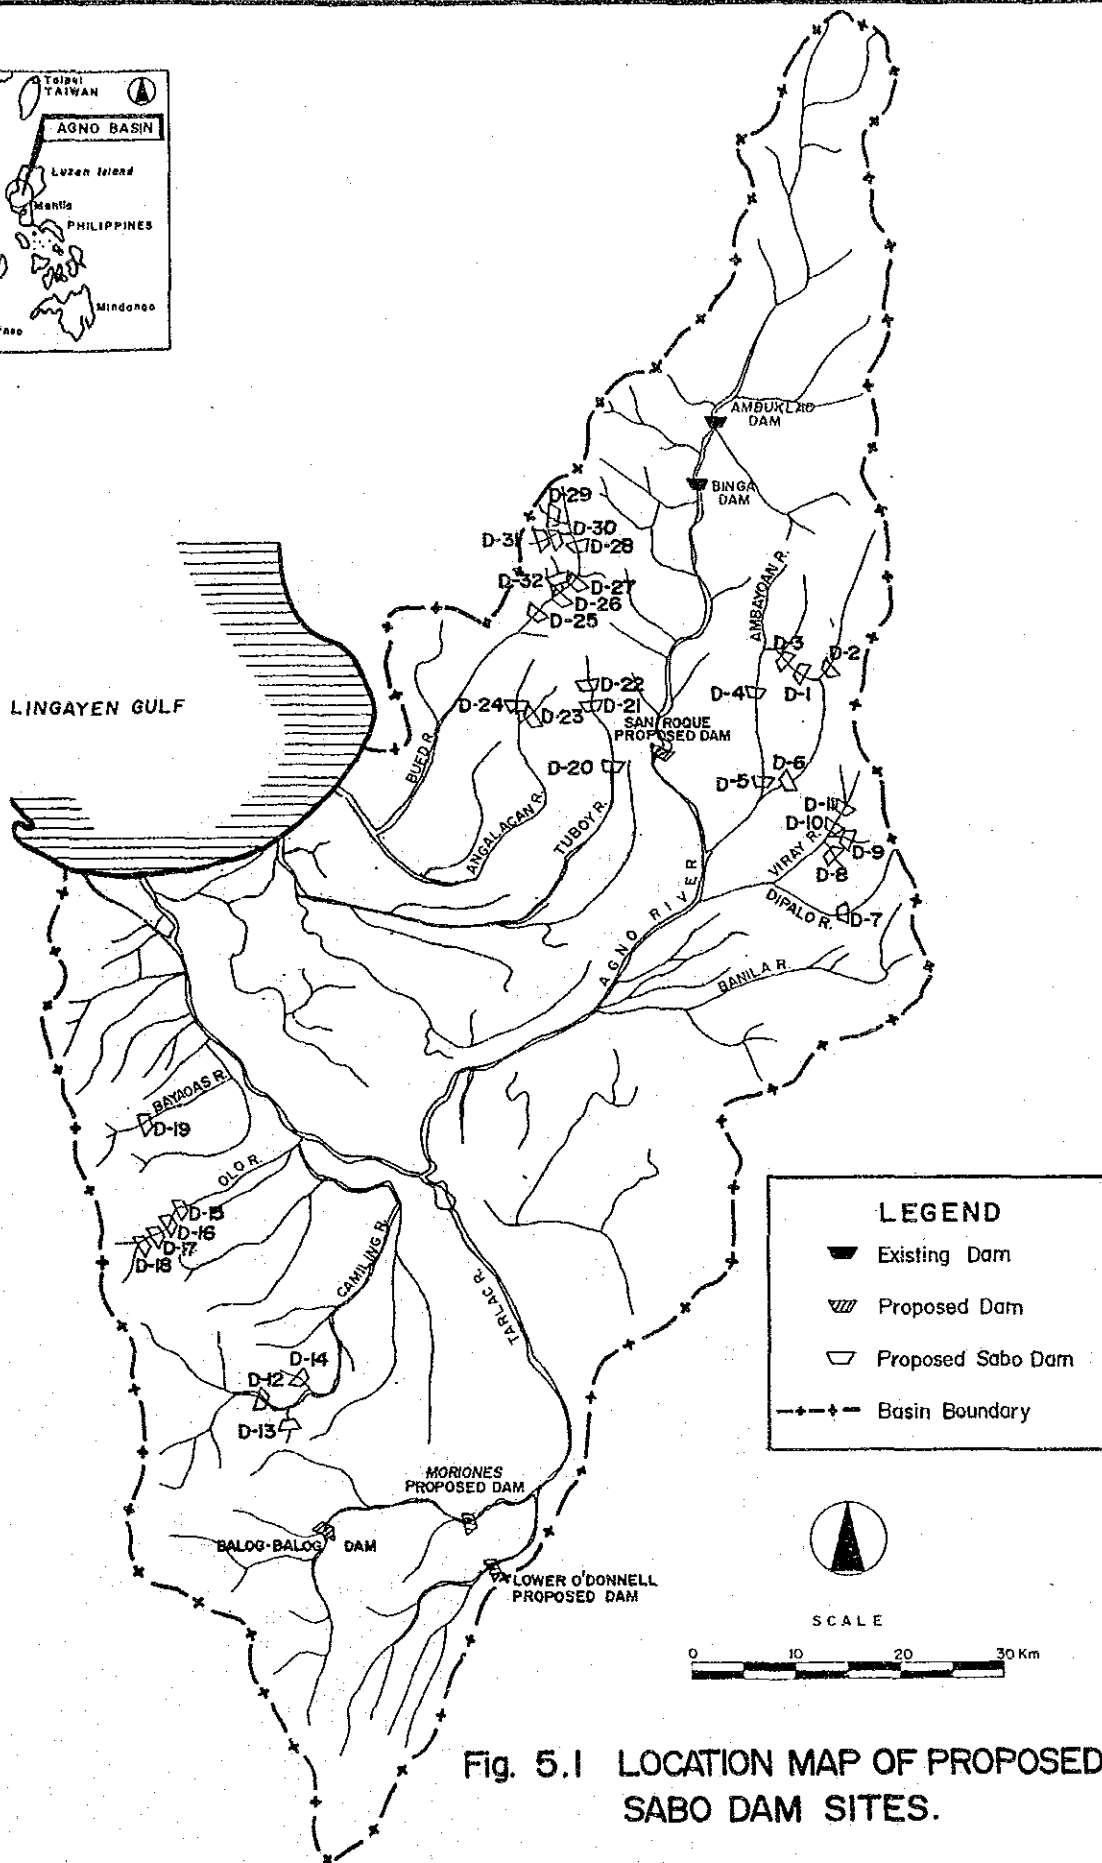 Taipei
TAIWAN
AGNO BASIN
Luzon Island
Manila
PHILIPPINES
Mindanao
AMBUKLAO
DAM
BINGA
DAM
D-29
D-30
D-31
D-28
D-32
D-27
D-26
D-25
AMBAYOAN R.
D-3
D-2
D-1
D-4
D-22
D-24
D-21
D-23
SAN ROQUE
PROPOSED DAM
LINGAYEN GULF
BUED R.
D-20
D-5
D-6
ANGALACAN R.
TUBOY R.
D-11
D-10
D-9
VIRAY R.
D-8
DIPALO R.
D-7
AGNO RIVER
BANILA R.
BAYAOAS R.
D-19
OLO R.
D-15
D-16
D-17
D-18
CAMILING R.
TARLAC R.
D-14
D-12
D-13
MORIONES
PROPOSED DAM
BALOG-BALOG DAM
LOWER O'DONNELL
PROPOSED DAM
LEGEND
Existing Dam
Proposed Dam
Proposed Sabo Dam
Basin Boundary
SCALE
0 10 20 30 Km
Fig. 5.1 LOCATION MAP OF PROPOSED
SABO DAM SITES.